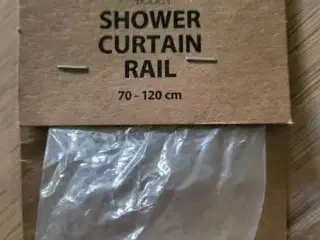 SHOWER
CURTAIN
RAIL
70 - 120 cm